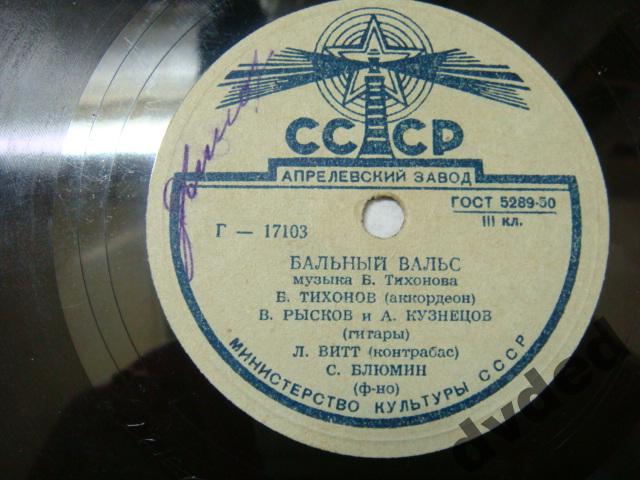 СССР
АПРЕЛЕВСКИЙ ЗАВОД
ГОСТ 5289-50
III кл.
Г — 17103
БАЛЬНЫЙ ВАЛЬС
музыка Б. Тихонова
Б. ТИХОНОВ (аккордеон)
В. РЫСКОВ и А. КУЗНЕЦОВ
(гитары)
Л. ВИТТ (контрабас)
С. БЛЮМИН
(ф-но)
МИНИСТЕРСТВО КУЛЬТУРЫ СССР
dvded